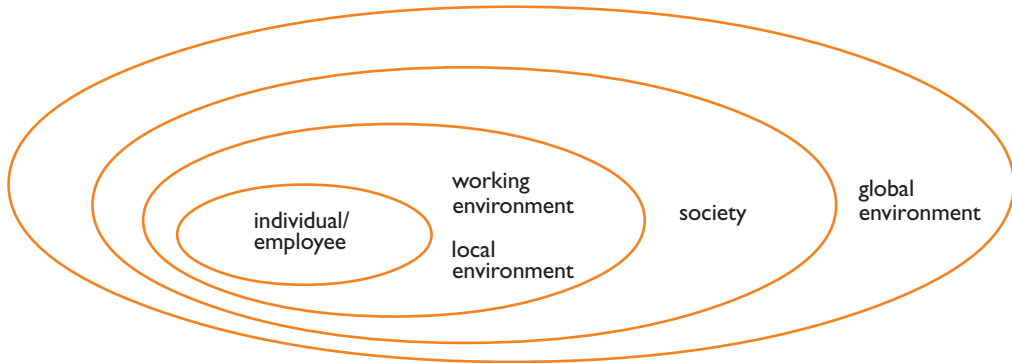 individual/
employee
working
environment
local
environment
society
global
environment